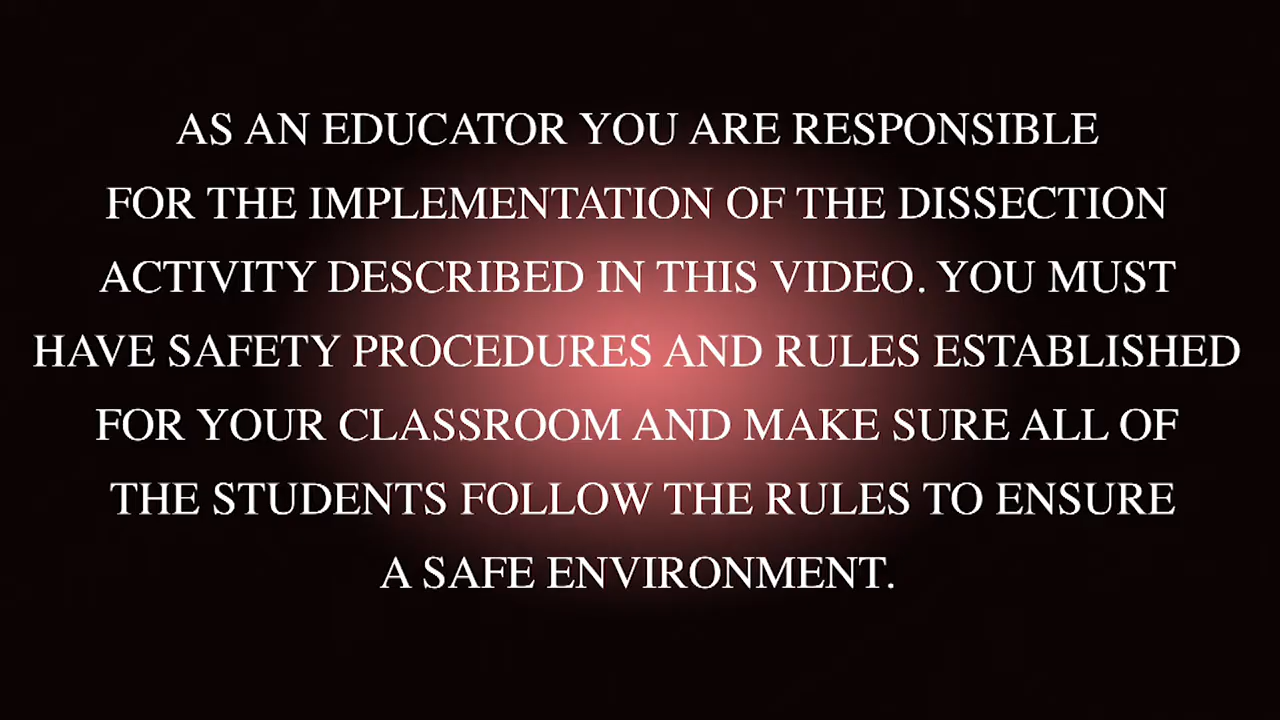 AS AN EDUCATOR YOU ARE RESPONSIBLE
FOR THE IMPLEMENTATION OF THE DISSECTION
ACTIVITY DESCRIBED IN THIS VIDEO. YOU MUST
HAVE SAFETY PROCEDURES AND RULES ESTABLISHED
FOR YOUR CLASSROOM AND MAKE SURE ALL OF
THE STUDENTS FOLLOW THE RULES TO ENSURE
A SAFE ENVIRONMENT.